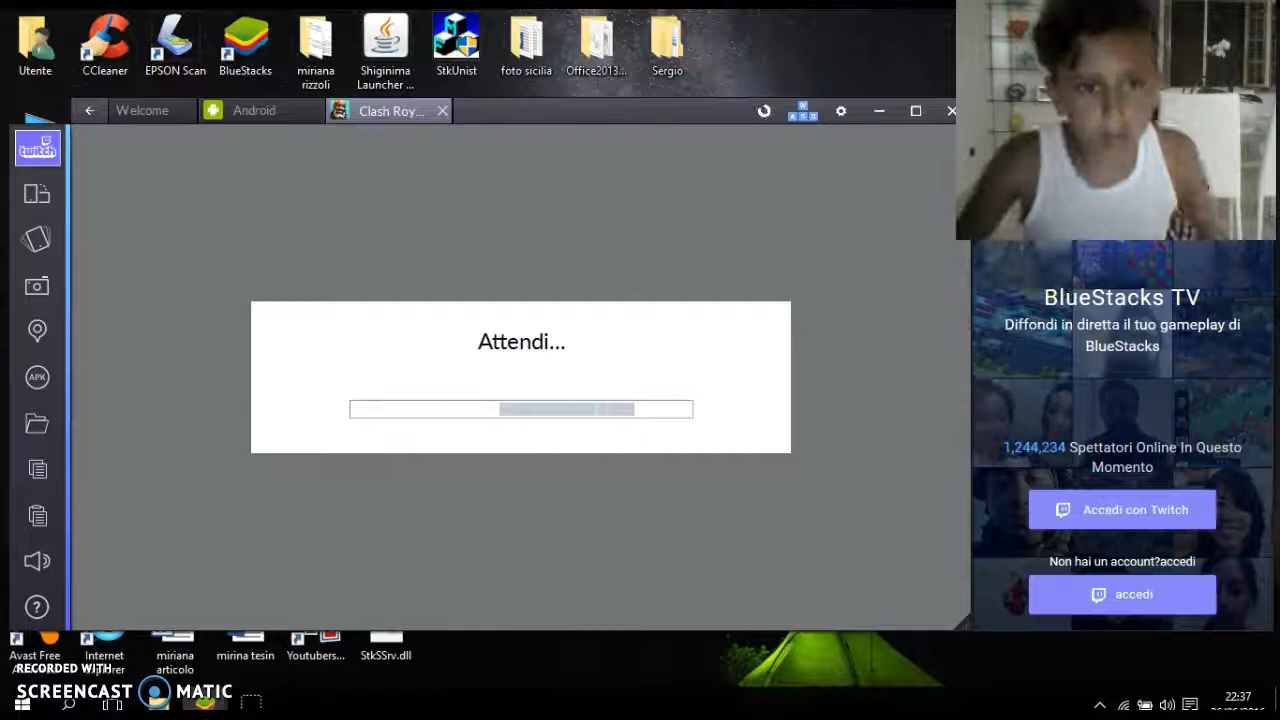 Utente
CCleaner
EPSON Scan
BlueStacks
miriana
rizzoli
Shiginima
Launcher ...
StkUnist
foto sicilia
Office2013...
Sergio
Welcome
Android
Clash Roy...
W
A S D
twitch
APK
Attendi...
BlueStacks TV
Diffondi in diretta il tuo gameplay di
BlueStacks
1,244,234 Spettatori Online In Questo
Momento
Accedi con Twitch
Non hai un account?accedi
accedi
Avast Free
Internet
Explorer
miriana
articolo
mirina tesin
Youtubers...
StkSSrv.dll
RECORDED WITH
SCREENCAST MATIC
22:37